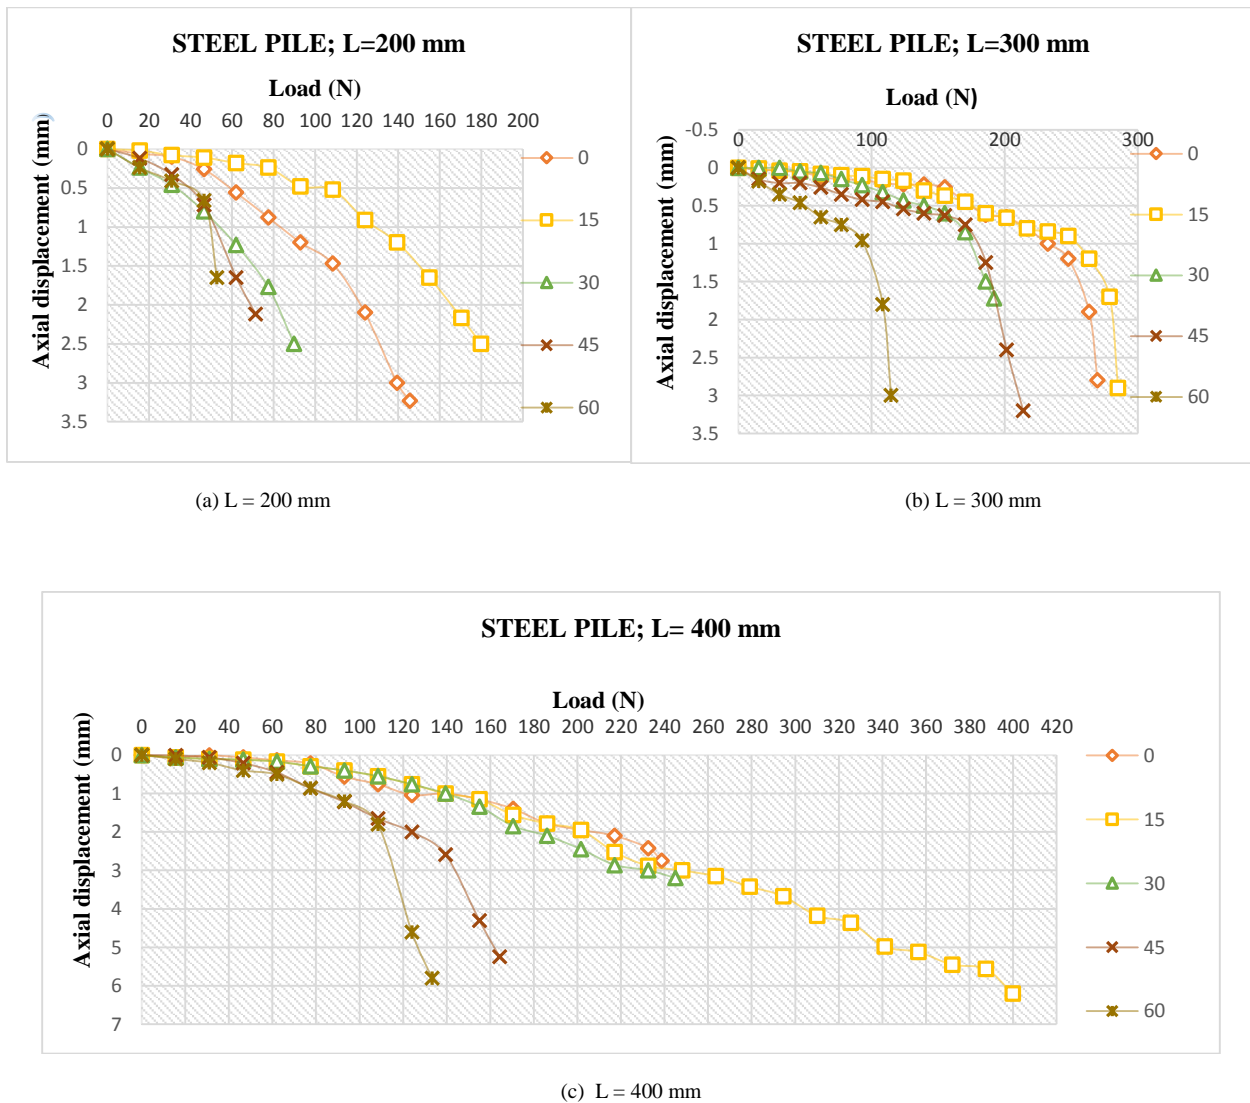 STEEL PILE; L=200 mm
Load (N)
0 20 40 60 80 100 120 140 160 180 200
Axial displacement (mm)
0
0.5
1
1.5
2
2.5
3
3.5
0
15
30
45
60
(a) L = 200 mm
STEEL PILE; L=300 mm
Load (N)
0 100 200 300
Axial displacement (mm)
-0.5
0
0.5
1
1.5
2
2.5
3
3.5
0
15
30
45
60
(b) L = 300 mm
STEEL PILE; L= 400 mm
Load (N)
0 20 40 60 80 100 120 140 160 180 200 220 240 260 280 300 320 340 360 380 400 420
Axial displacement (mm)
0
1
2
3
4
5
6
7
0
15
30
45
60
(c) L = 400 mm